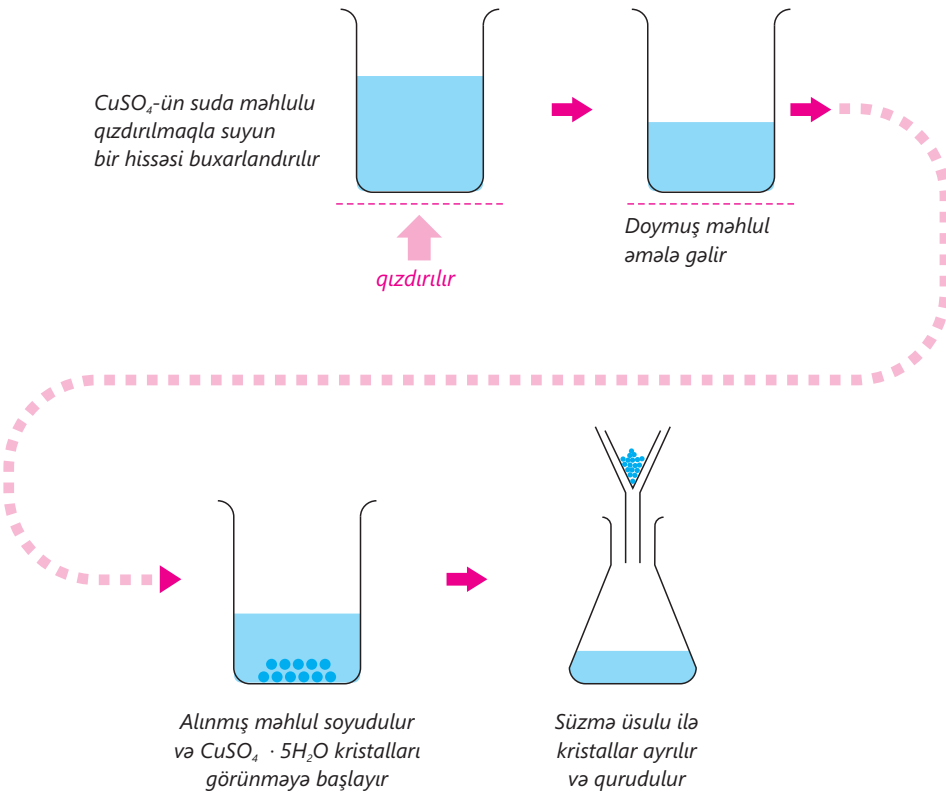 CuSO₄-ün suda məhlulu
qızdırılmaqla suyun
bir hissəsi buxarlandırılır
qızdırılır
Doymuş məhlul
əmələ gəlir
Alınmış məhlul soyudulur
və CuSO₄ · 5H₂O kristalları
görünməyə başlayır
Süzmə üsulu ilə
kristallar ayrılır
və qurudulur